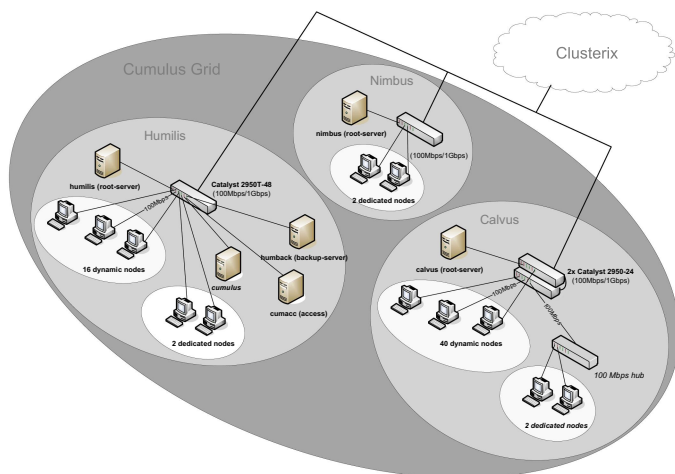 Clusterix
Cumulus Grid
Nimbus
nimbus (root-server)
(100Mbps/1Gbps)
2 dedicated nodes
Humilis
humilis (root-server)
Catalyst 2950T-48
(100Mbps/1Gbps)
100Mbps
16 dynamic nodes
humback (backup-server)
cumulus
cumacc (access)
2 dedicated nodes
Calvus
calvus (root-server)
2x Catalyst 2950-24
(100Mbps/1Gbps)
100Mbps
100Mbps
40 dynamic nodes
100 Mbps hub
2 dedicated nodes